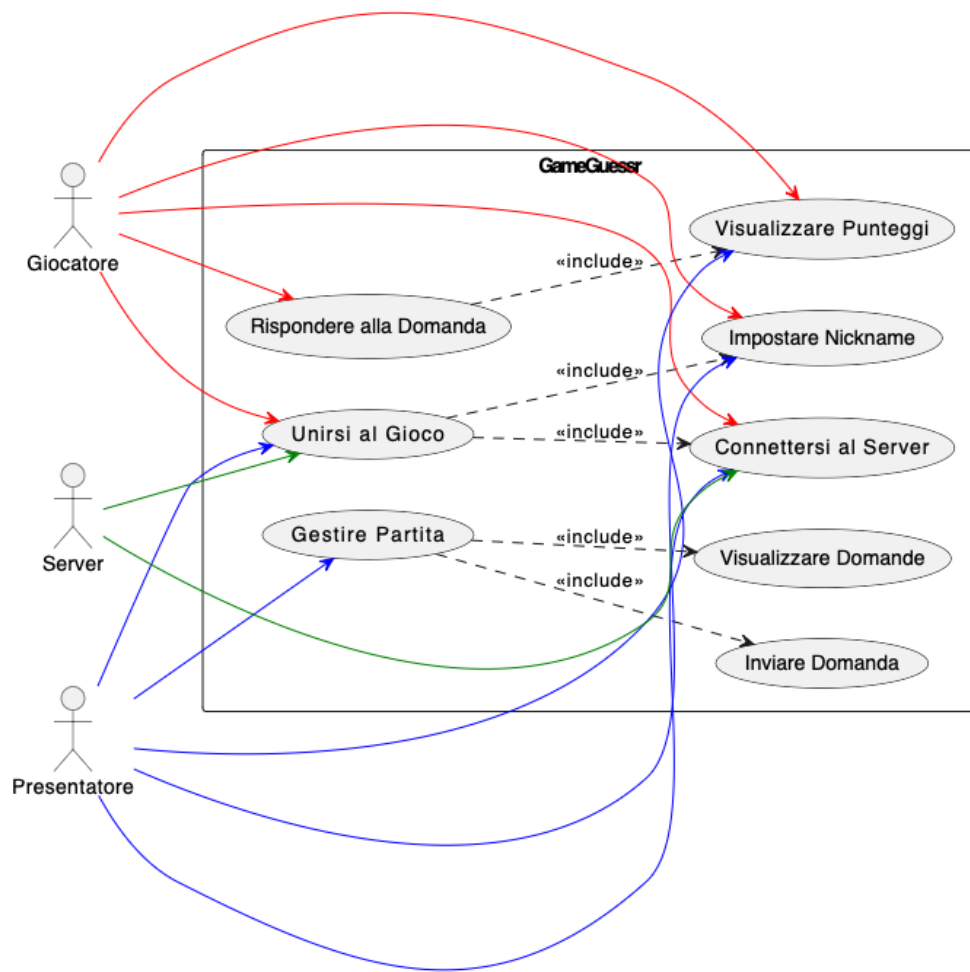 GameGuessr
Giocatore
Visualizzare Punteggi
«include»
Rispondere alla Domanda
Impostare Nickname
«include»
Unirsi al Gioco
«include»
Connettersi al Server
Server
Gestire Partita
«include»
Visualizzare Domande
«include»
Inviare Domanda
Presentatore